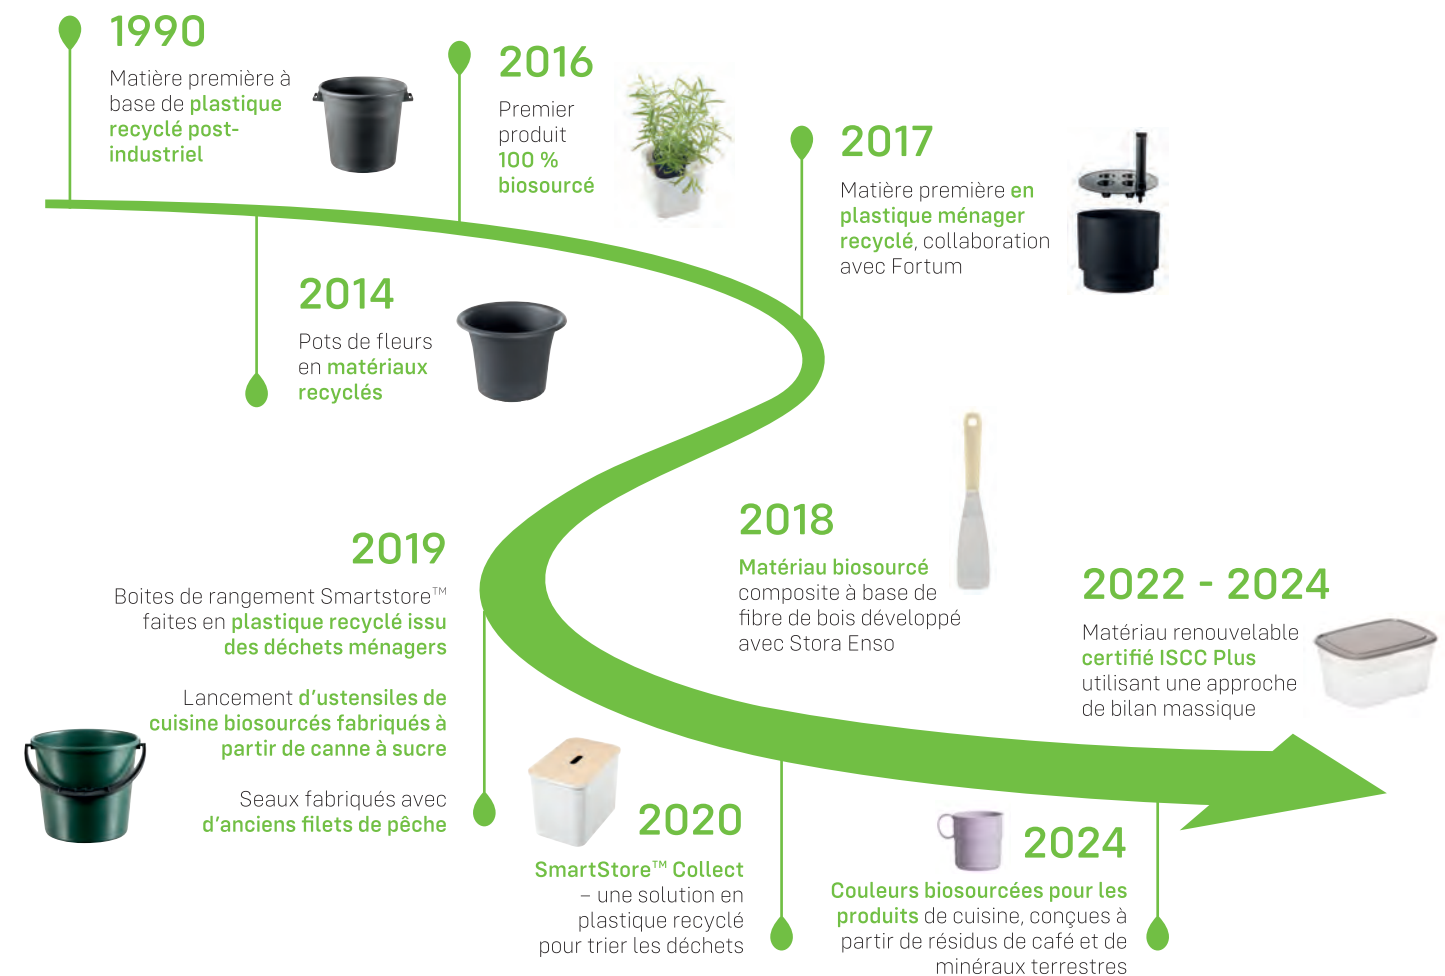 1990
Matière première à
base de plastique
recyclé post-
industriel
2014
Pots de fleurs
en matériaux
recyclés
2016
Premier
produit
100 %
biosourcé
2017
Matière première en
plastique ménager
recyclé, collaboration
avec Fortum
2018
Matériau biosourcé
composite à base de
fibre de bois développé
avec Stora Enso
2019
Boites de rangement Smartstore™
faites en plastique recyclé issu
des déchets ménagers
Lancement d’ustensiles de
cuisine biosourcés fabriqués à
partir de canne à sucre
Seaux fabriqués avec
d’anciens filets de pêche
2020
SmartStore™ Collect
– une solution en
plastique recyclé
pour trier les déchets
2022 - 2024
Matériau renouvelable
certifié ISCC Plus
utilisant une approche
de bilan massique
2024
Couleurs biosourcées pour les
produits de cuisine, conçues à
partir de résidus de café et de
minéraux terrestres